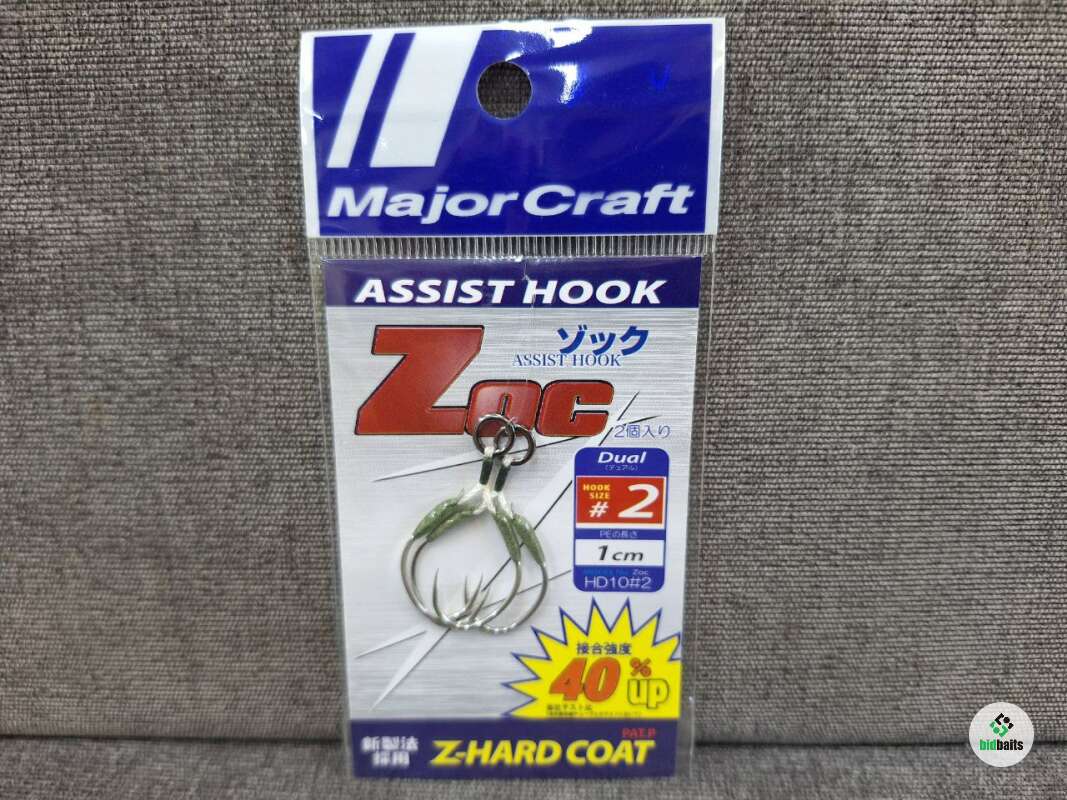 Major Craft
ASSIST HOOK
Zoc
ゾック
ASSIST HOOK
2個入り
Dual
(デュアル)
HOOK
SIZE
# 2
PEの長さ
1cm
Zoc
HD10#2
接合強度
40% up
新製法
採用
PAT.P
Z-HARD COAT
bidbaits